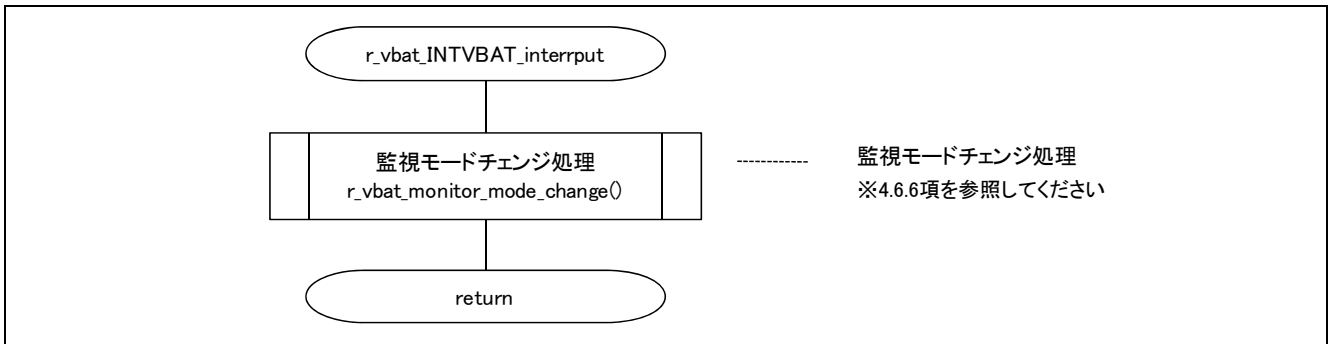 r_vbat_INTVBAT_interrput
監視モードチェンジ処理
r_vbat_monitor_mode_change()
監視モードチェンジ処理
※4.6.6項を参照してください
return